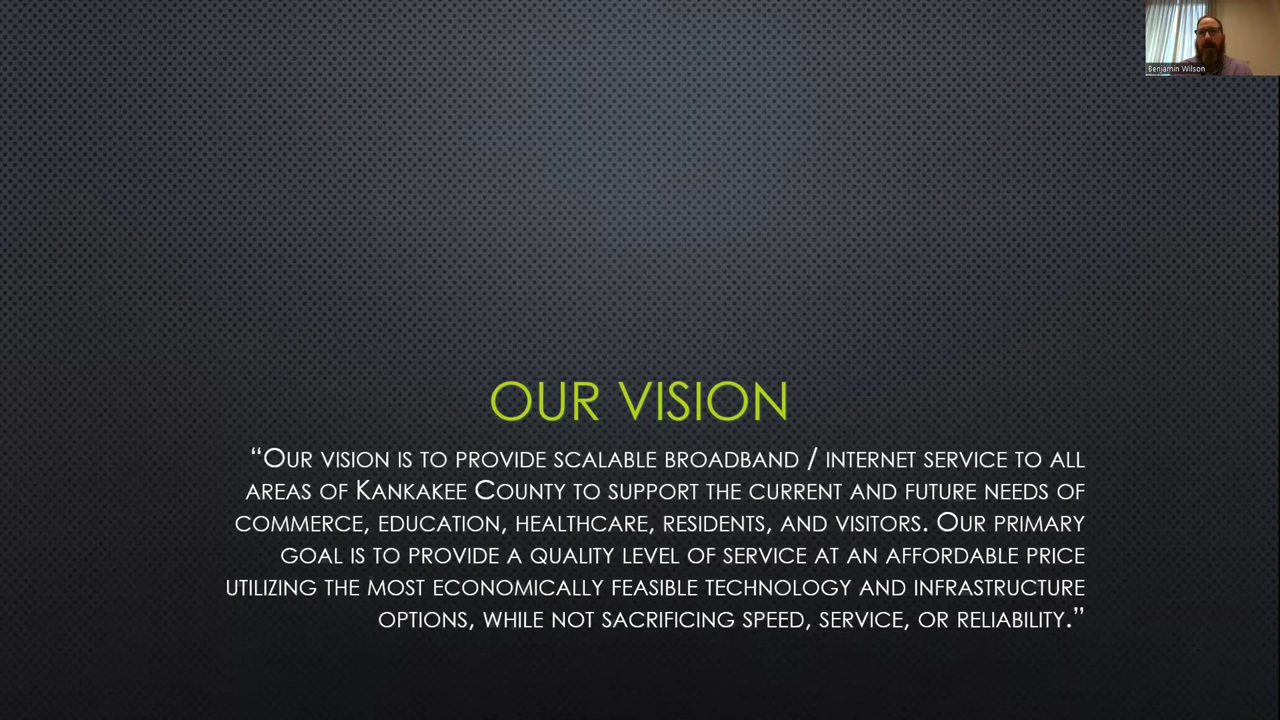 Benjamin Wilson
OUR VISION
“OUR VISION IS TO PROVIDE SCALABLE BROADBAND / INTERNET SERVICE TO ALL
AREAS OF KANKAKEE COUNTY TO SUPPORT THE CURRENT AND FUTURE NEEDS OF
COMMERCE, EDUCATION, HEALTHCARE, RESIDENTS, AND VISITORS. OUR PRIMARY
GOAL IS TO PROVIDE A QUALITY LEVEL OF SERVICE AT AN AFFORDABLE PRICE
UTILIZING THE MOST ECONOMICALLY FEASIBLE TECHNOLOGY AND INFRASTRUCTURE
OPTIONS, WHILE NOT SACRIFICING SPEED, SERVICE, OR RELIABILITY.”